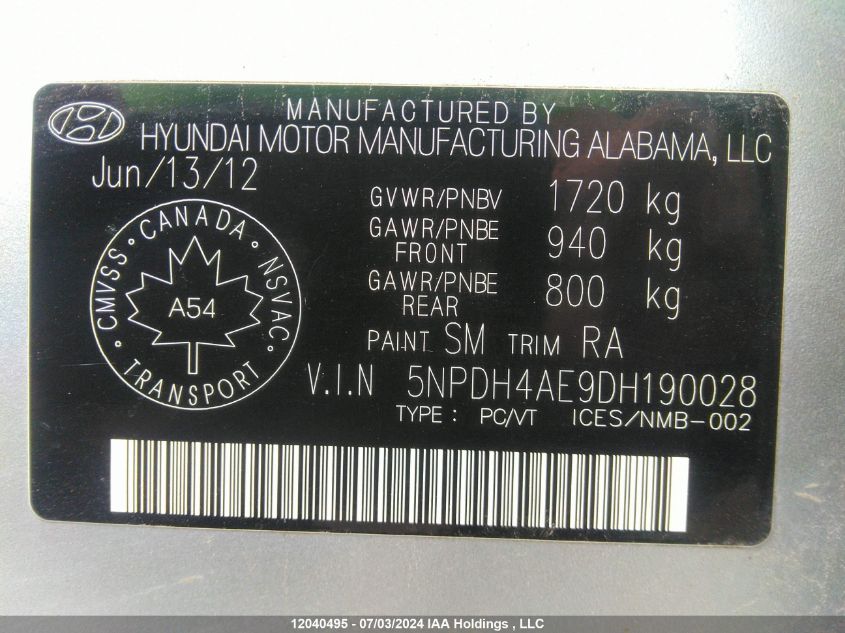 MANUFACTURED BY
HYUNDAI MOTOR MANUFACTURING ALABAMA, LLC
Jun/13/12
GVWR/PNBV 1720 kg
GAWR/PNBE FRONT 940 kg
GAWR/PNBE REAR 800 kg
PAINT SM TRIM RA
V.I.N 5NPDH4AE9DH190028
TYPE : PC/VT ICES/NMB-002
CMVSS • CANADA • NSVAC • TRANSPORT •
A54
12040495 - 07/03/2024 IAA Holdings , LLC